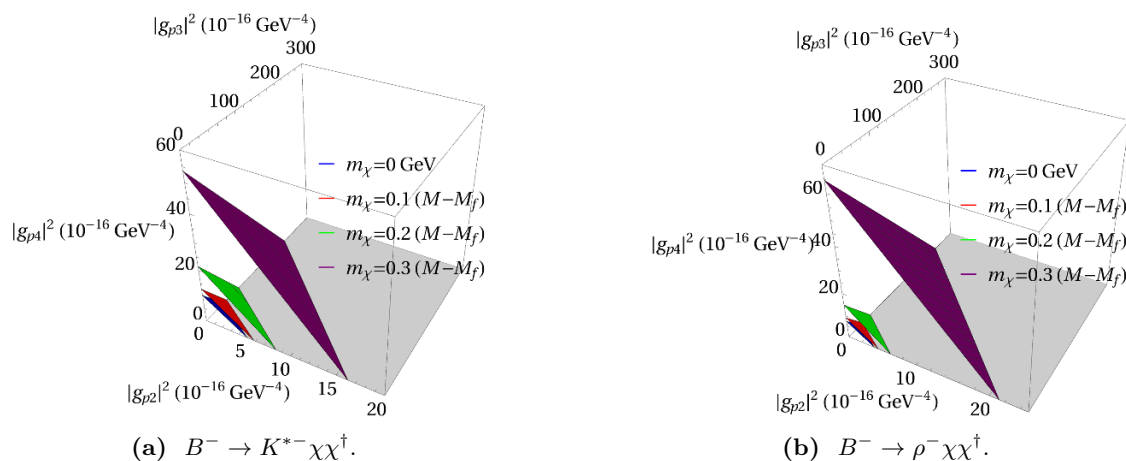 |g_{p3}|^2 (10^{-16} GeV^{-4})
300
200
100
0
60
m_χ=0 GeV
m_χ=0.1 (M−M_f)
40
|g_{p4}|^2 (10^{-16} GeV^{-4})
m_χ=0.2 (M−M_f)
20
m_χ=0.3 (M−M_f)
0
0
5
10
15
20
|g_{p2}|^2 (10^{-16} GeV^{-4})
(a) B^- → K^{*-}χχ^†.
|g_{p3}|^2 (10^{-16} GeV^{-4})
300
200
100
0
60
m_χ=0 GeV
m_χ=0.1 (M−M_f)
40
|g_{p4}|^2 (10^{-16} GeV^{-4})
m_χ=0.2 (M−M_f)
20
m_χ=0.3 (M−M_f)
0
0
10
20
|g_{p2}|^2 (10^{-16} GeV^{-4})
(b) B^- → ρ^-χχ^†.